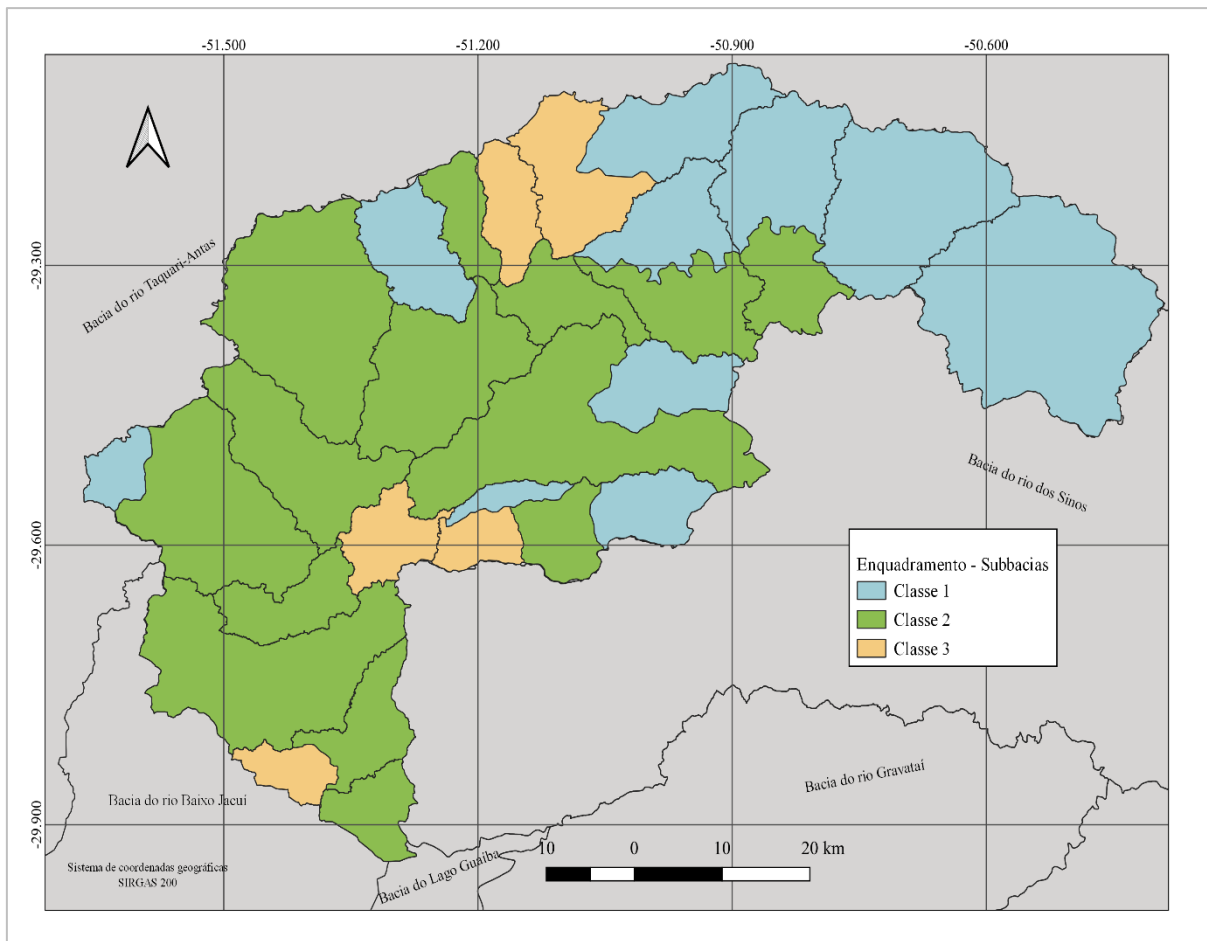 -51.500
-51.200
-50.900
-50.600
-29.300
-29.600
-29.900
Bacia do rio Taquari-Antas
Bacia do rio dos Sinos
Enquadramento - Subbacias
Classe 1
Classe 2
Classe 3
Bacia do rio Gravataí
Bacia do rio Baixo Jacui
Bacia do Lago Guaíba
10
0
10
20 km
Sistema de coordenadas geográficas
SIRGAS 200